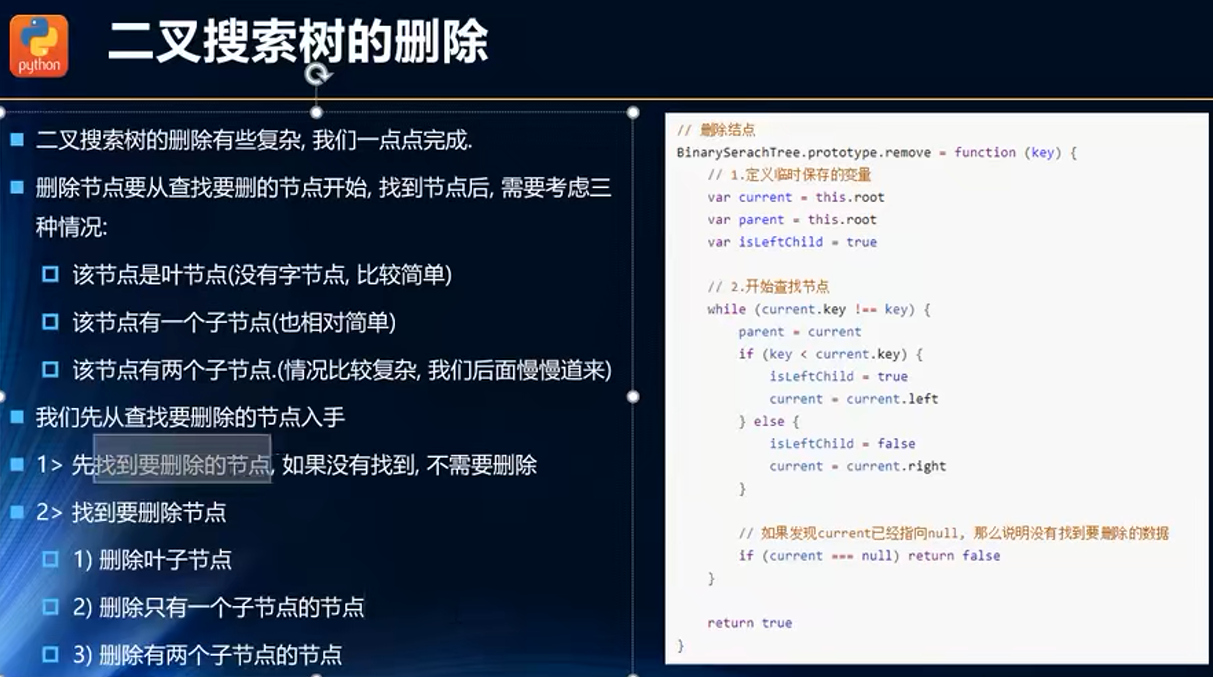 python
二叉搜索树的删除
二叉搜索树的删除有些复杂, 我们一点点完成.
删除节点要从查找要删的节点开始, 找到节点后, 需要考虑三
种情况:
该节点是叶节点(没有字节点, 比较简单)
该节点有一个子节点(也相对简单)
该节点有两个子节点.(情况比较复杂, 我们后面慢慢道来)
我们先从查找要删除的节点入手
1> 先找到要删除的节点, 如果没有找到, 不需要删除
2> 找到要删除节点
1) 删除叶子节点
2) 删除只有一个子节点的节点
3) 删除有两个子节点的节点
// 删除结点
BinarySerachTree.prototype.remove = function (key) {
// 1.定义临时保存的变量
var current = this.root
var parent = this.root
var isLeftChild = true
// 2.开始查找节点
while (current.key !== key) {
parent = current
if (key < current.key) {
isLeftChild = true
current = current.left
} else {
isLeftChild = false
current = current.right
}
// 如果发现current已经指向null, 那么说明没有找到要删除的数据
if (current === null) return false
}
return true
}